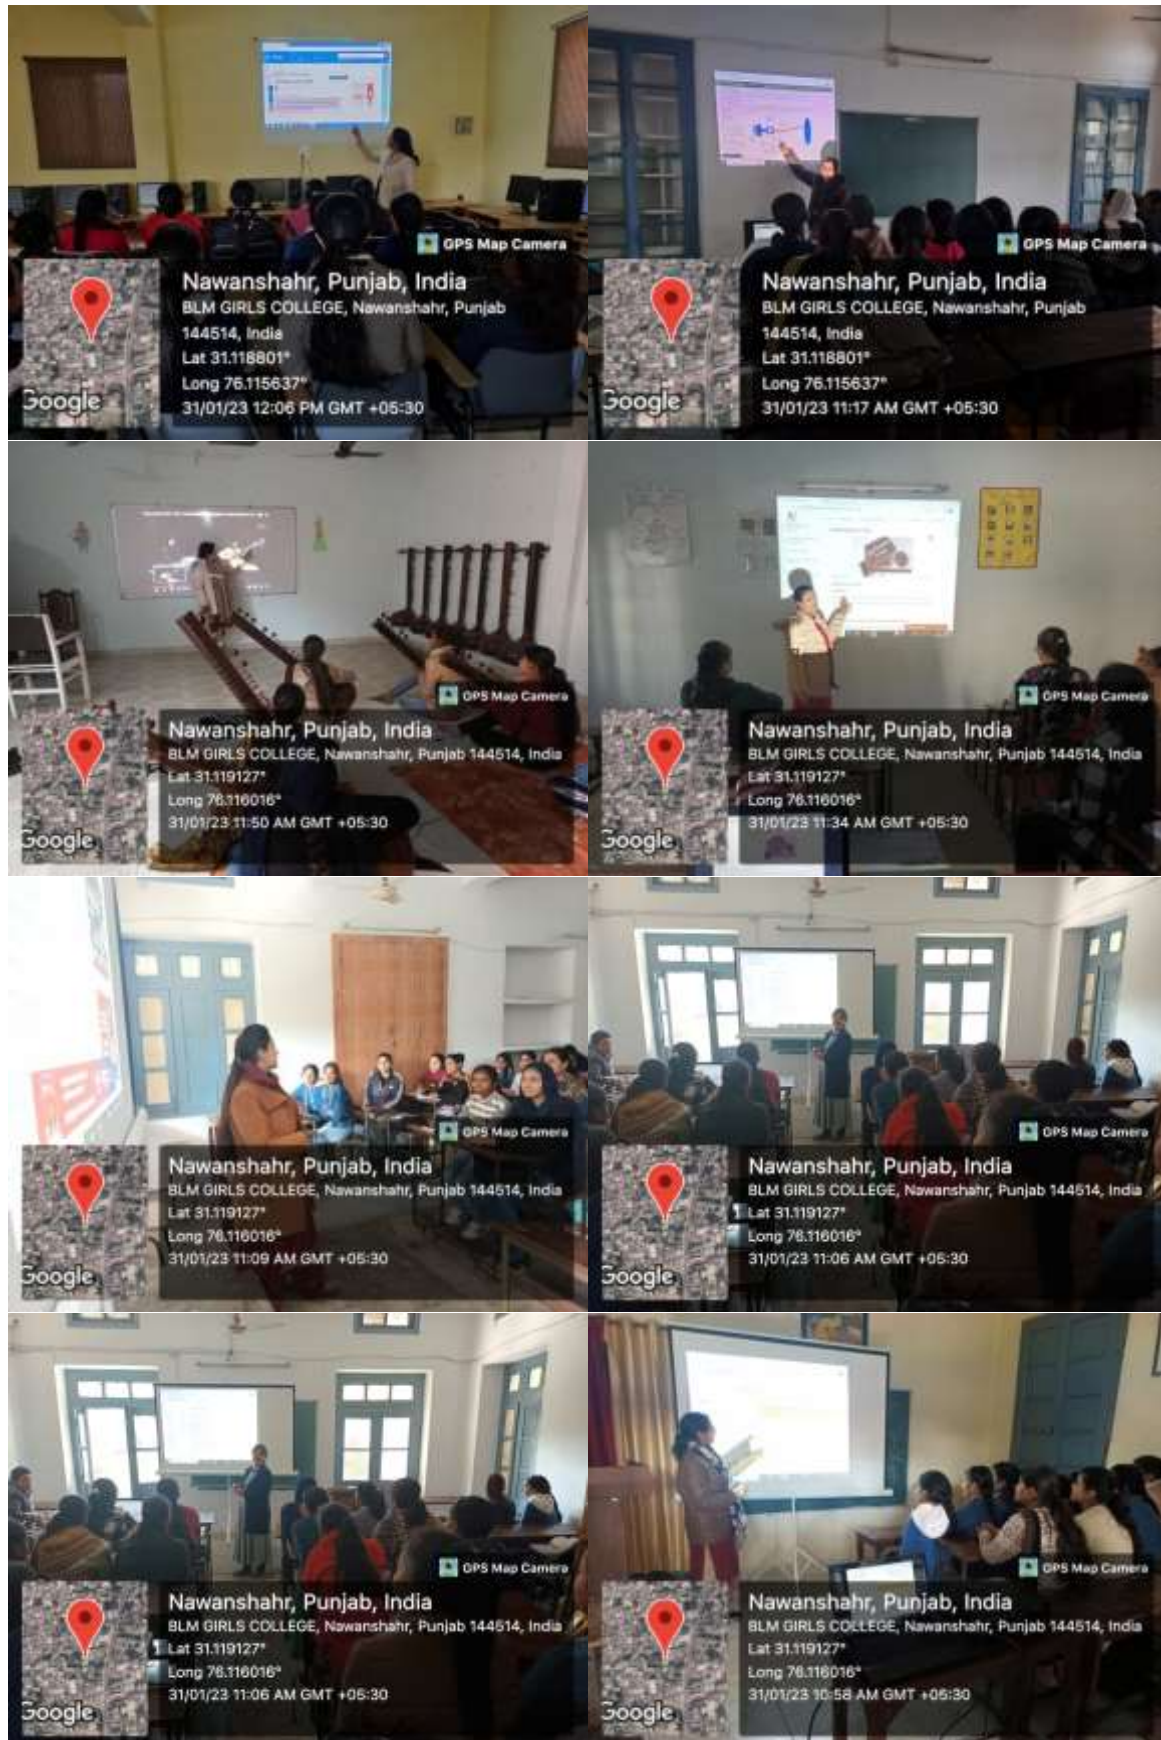 GPS Map Camera
Nawanshahr, Punjab, India
BLM GIRLS COLLEGE, Nawanshahr, Punjab
144514, India
Lat 31.118801°
Long 76.115637°
31/01/23 12:06 PM GMT +05:30
Google
GPS Map Camera
Nawanshahr, Punjab, India
BLM GIRLS COLLEGE, Nawanshahr, Punjab
144514, India
Lat 31.118801°
Long 76.115637°
31/01/23 11:17 AM GMT +05:30
Google
GPS Map Camera
Nawanshahr, Punjab, India
BLM GIRLS COLLEGE, Nawanshahr, Punjab 144514, India
Lat 31.119127°
Long 76.116016°
31/01/23 11:50 AM GMT +05:30
Google
GPS Map Camera
Nawanshahr, Punjab, India
BLM GIRLS COLLEGE, Nawanshahr, Punjab 144514, India
Lat 31.119127°
Long 76.116016°
31/01/23 11:34 AM GMT +05:30
Google
GPS Map Camera
Nawanshahr, Punjab, India
BLM GIRLS COLLEGE, Nawanshahr, Punjab 144514, India
Lat 31.119127°
Long 76.116016°
31/01/23 11:09 AM GMT +05:30
Google
GPS Map Camera
Nawanshahr, Punjab, India
BLM GIRLS COLLEGE, Nawanshahr, Punjab 144514, India
Lat 31.119127°
Long 76.116016°
31/01/23 11:06 AM GMT +05:30
Google
GPS Map Camera
Nawanshahr, Punjab, India
BLM GIRLS COLLEGE, Nawanshahr, Punjab 144514, India
Lat 31.119127°
Long 76.116016°
31/01/23 11:06 AM GMT +05:30
Google
GPS Map Camera
Nawanshahr, Punjab, India
BLM GIRLS COLLEGE, Nawanshahr, Punjab 144514, India
Lat 31.119127°
Long 76.116016°
31/01/23 10:58 AM GMT +05:30
Google